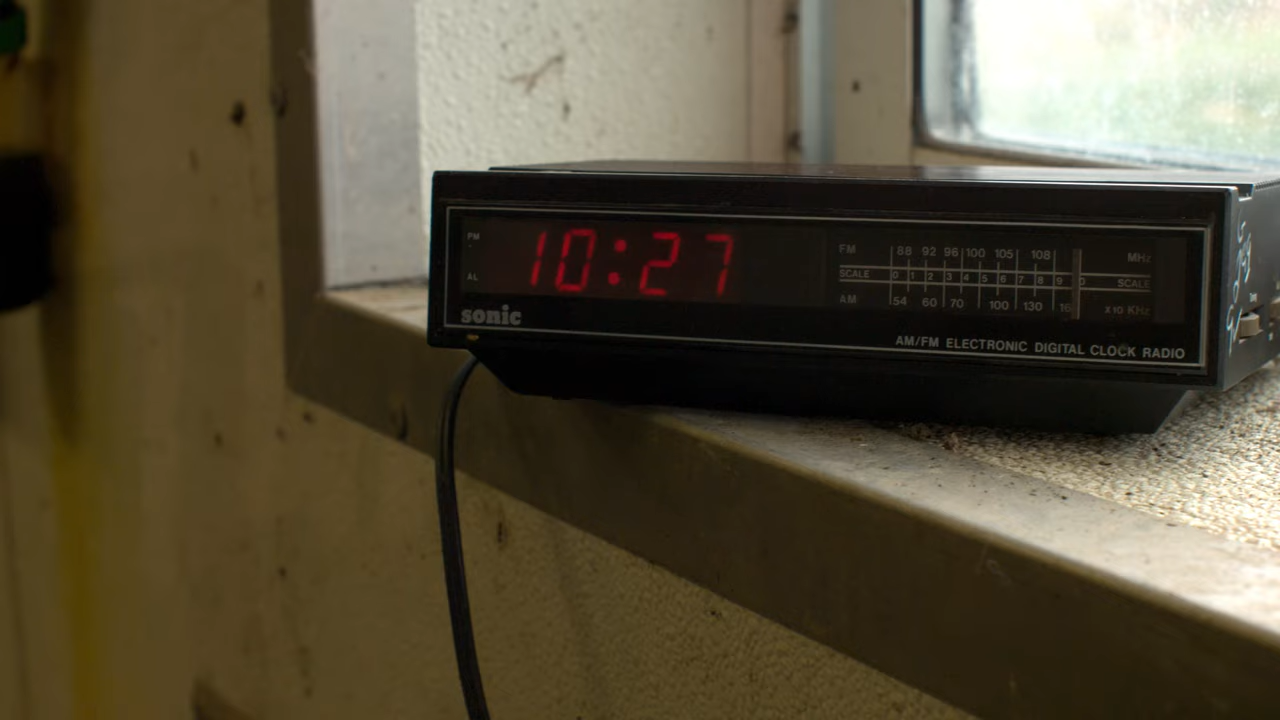 PM
AL
10:27
sonic
FM 88 92 96 100 105 108 MHz
SCALE 0 1 2 3 4 5 6 7 8 9 0 SCALE
AM 54 60 70 100 130 16 x10 KHz
AM/FM ELECTRONIC DIGITAL CLOCK RADIO